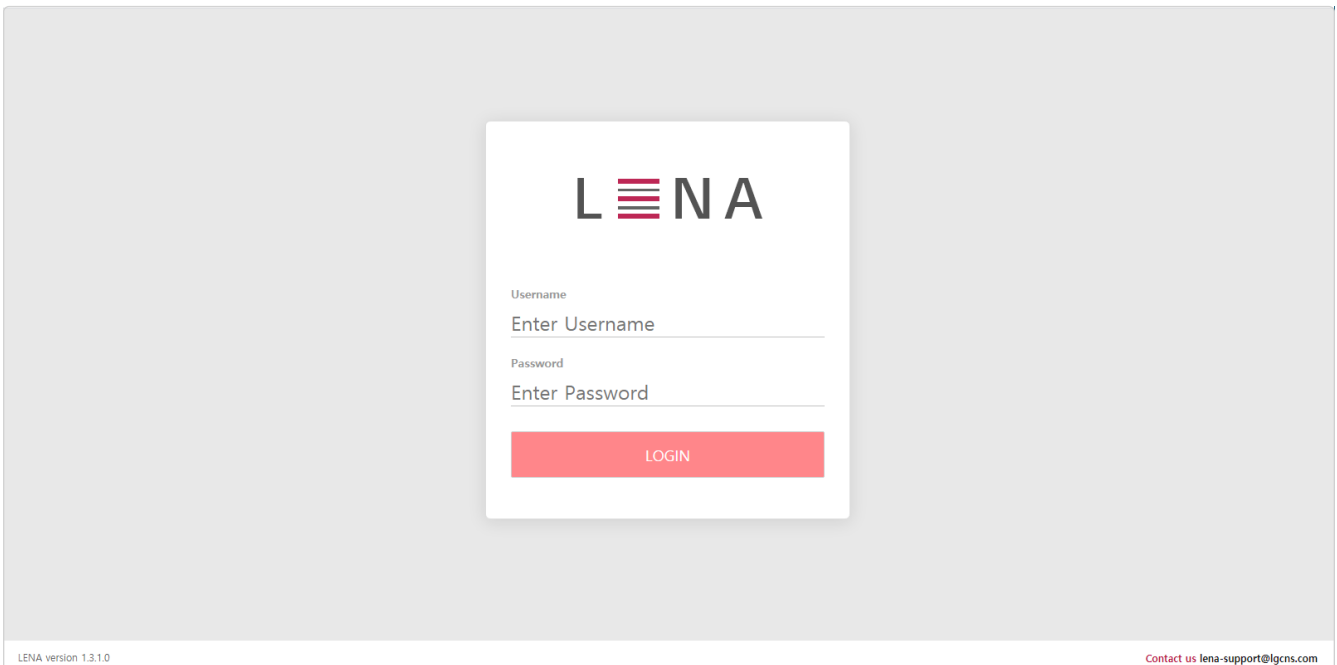 LENA
Username
Enter Username
Password
Enter Password
LOGIN
LENA version 1.3.1.0
Contact us lena-support@lgcns.com